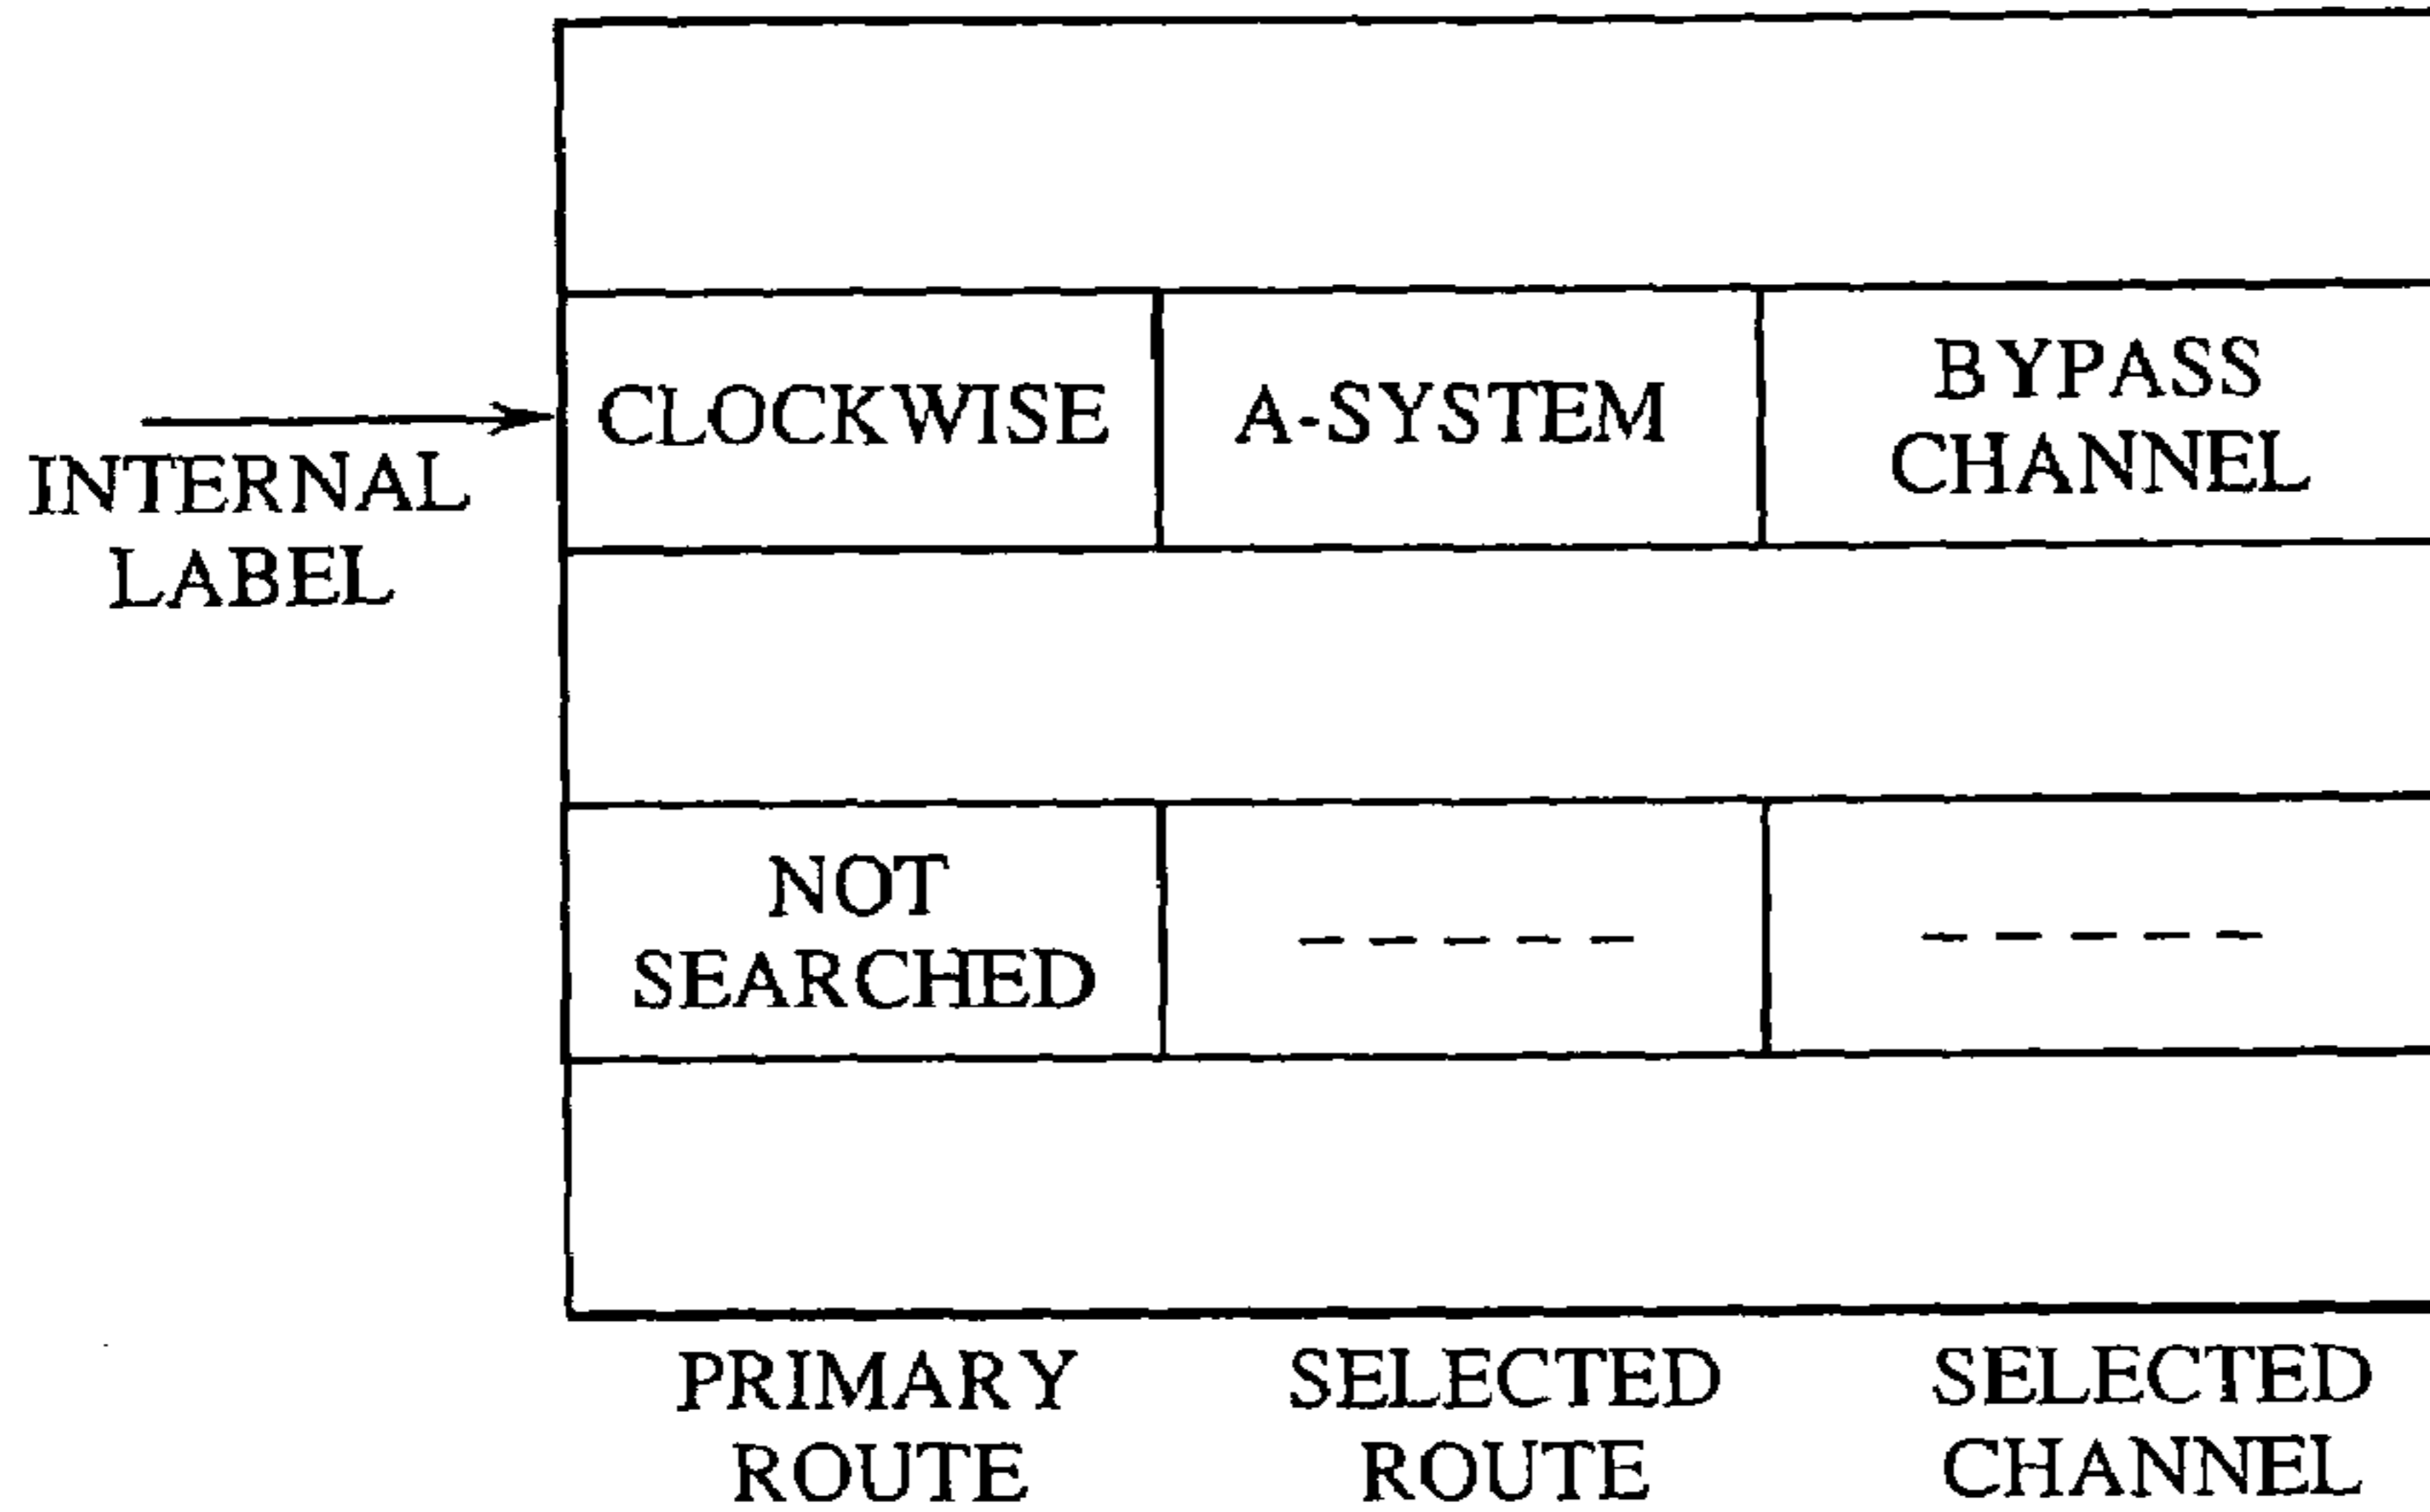 INTERNAL
LABEL
CLOCKWISE
A-SYSTEM
BYPASS
CHANNEL
NOT
SEARCHED
- - - - -
- - - - -
PRIMARY
ROUTE
SELECTED
ROUTE
SELECTED
CHANNEL